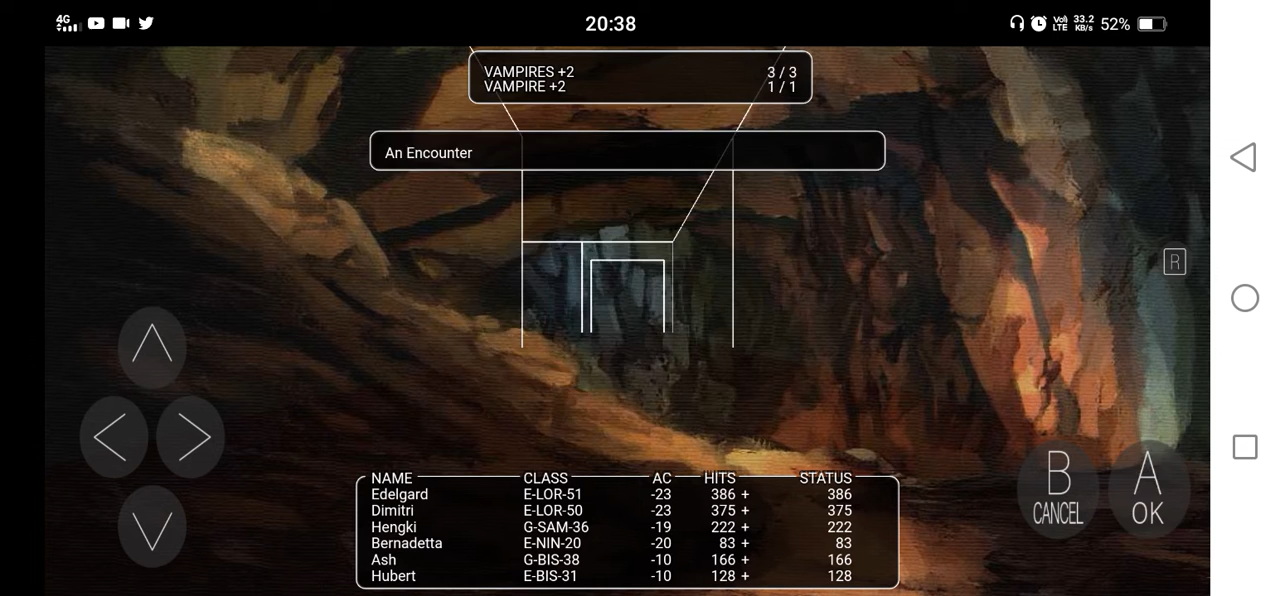 4G 20:38 Vo) LTE 33.2 KB/s 52%
VAMPIRES +2 3 / 3
VAMPIRE +2 1 / 1
An Encounter
R
NAME CLASS AC HITS STATUS
Edelgard E-LOR-51 -23 386 + 386
Dimitri E-LOR-50 -23 375 + 375
Hengki G-SAM-36 -19 222 + 222
Bernadetta E-NIN-20 -20 83 + 83
Ash G-BIS-38 -10 166 + 166
Hubert E-BIS-31 -10 128 + 128
B
CANCEL
A
OK